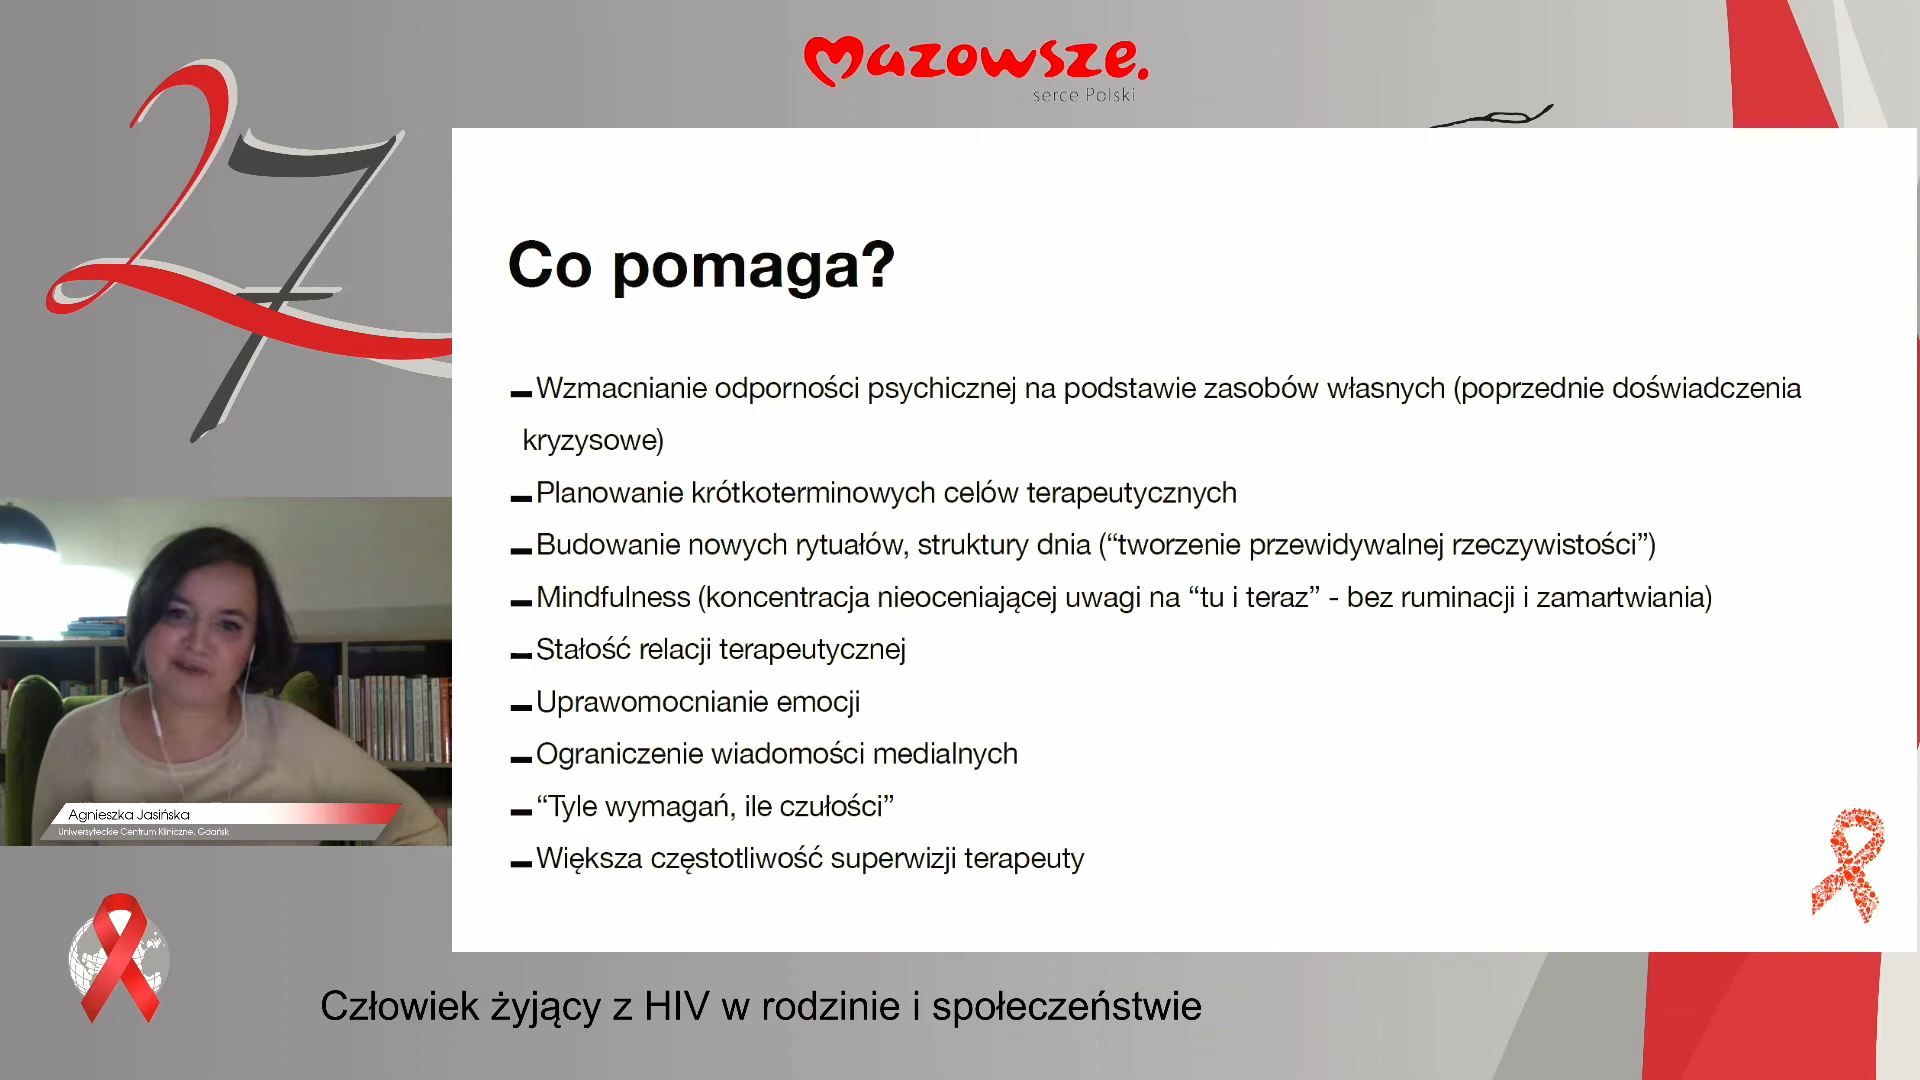 27
Mazowsze.
serce Polski
Co pomaga?
Wzmacnianie odporności psychicznej na podstawie zasobów własnych (poprzednie doświadczenia
kryzysowe)
Planowanie krótkoterminowych celów terapeutycznych
Budowanie nowych rytuałów, struktury dnia (“tworzenie przewidywalnej rzeczywistości”)
Mindfulness (koncentracja nieoceniającej uwagi na “tu i teraz” - bez ruminacji i zamartwiania)
Stałość relacji terapeutycznej
Uprawomocnianie emocji
Ograniczenie wiadomości medialnych
“Tyle wymagań, ile czułości”
Większa częstotliwość superwizji terapeuty
Agnieszka Jasińska
Uniwersyteckie Centrum Kliniczne, Gdańsk
Człowiek żyjący z HIV w rodzinie i społeczeństwie